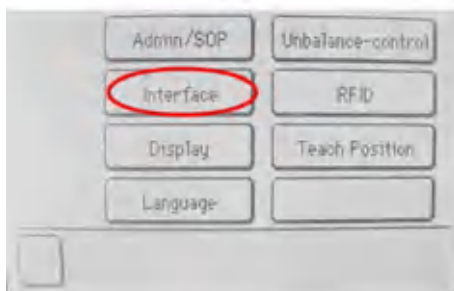 Admin/SOP
Unbalance-control
Interface
RFID
Display
Teach Position
Language